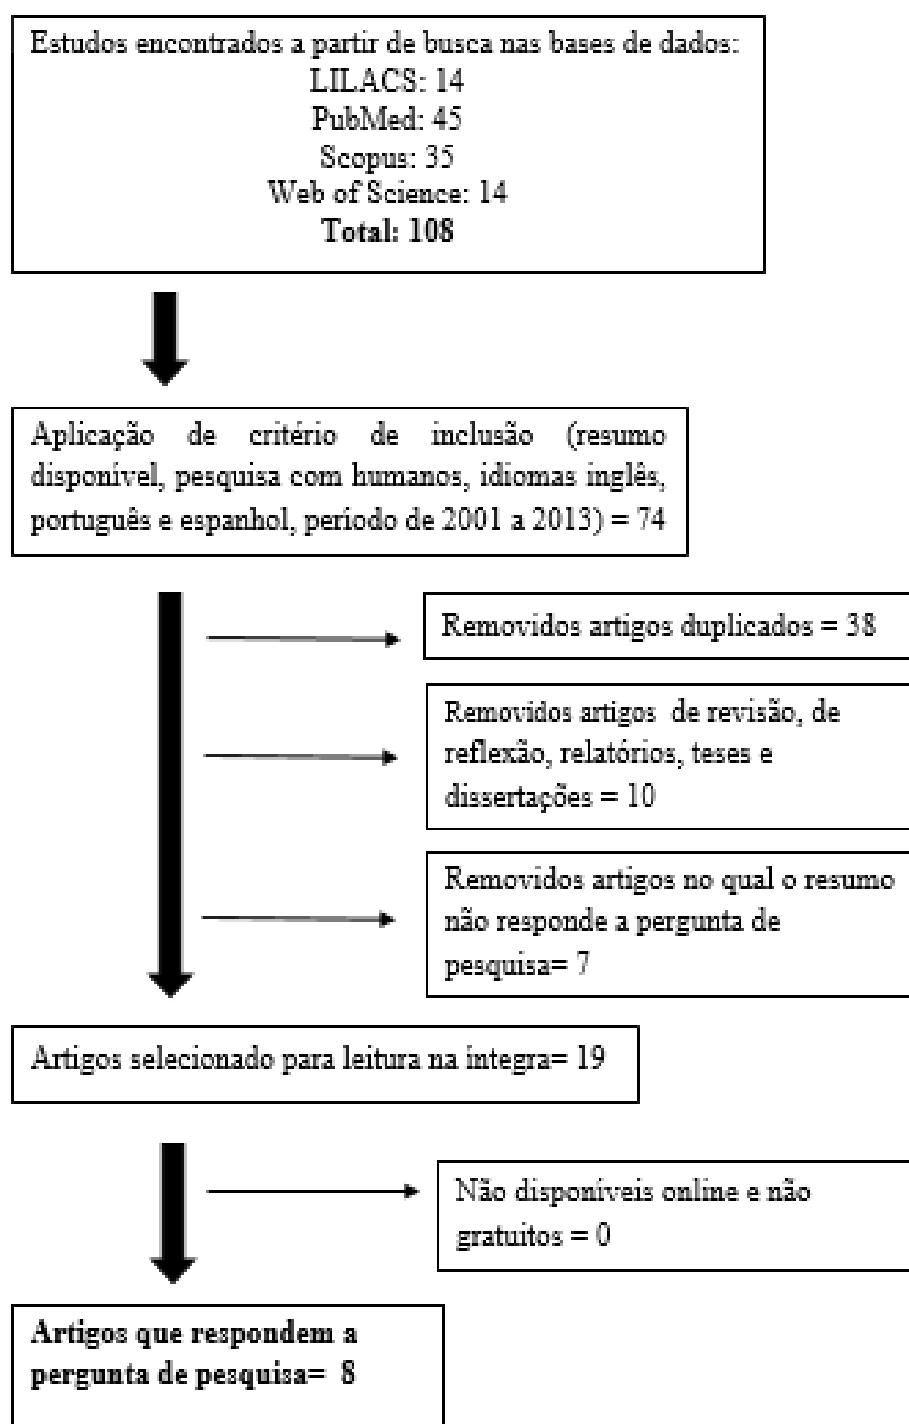 Estudos encontrados a partir de busca nas bases de dados:
LILACS: 14
PubMed: 45
Scopus: 35
Web of Science: 14
Total: 108
Aplicação de critério de inclusão (resumo
disponível, pesquisa com humanos, idiomas inglês,
português e espanhol, período de 2001 a 2013) = 74
Removidos artigos duplicados = 38
Removidos artigos de revisão, de
reflexão, relatórios, teses e
dissertações = 10
Removidos artigos no qual o resumo
não responde a pergunta de
pesquisa= 7
Artigos selecionado para leitura na íntegra= 19
Não disponíveis online e não
gratuitos = 0
Artigos que respondem a
pergunta de pesquisa= 8